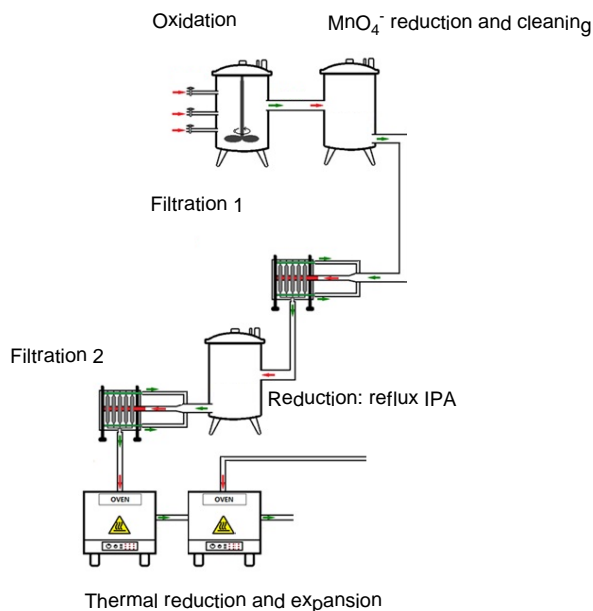 Oxidation
MnO₄⁻ reduction and cleaning
Filtration 1
Filtration 2
Reduction: reflux IPA
OVEN
OVEN
Thermal reduction and expansion